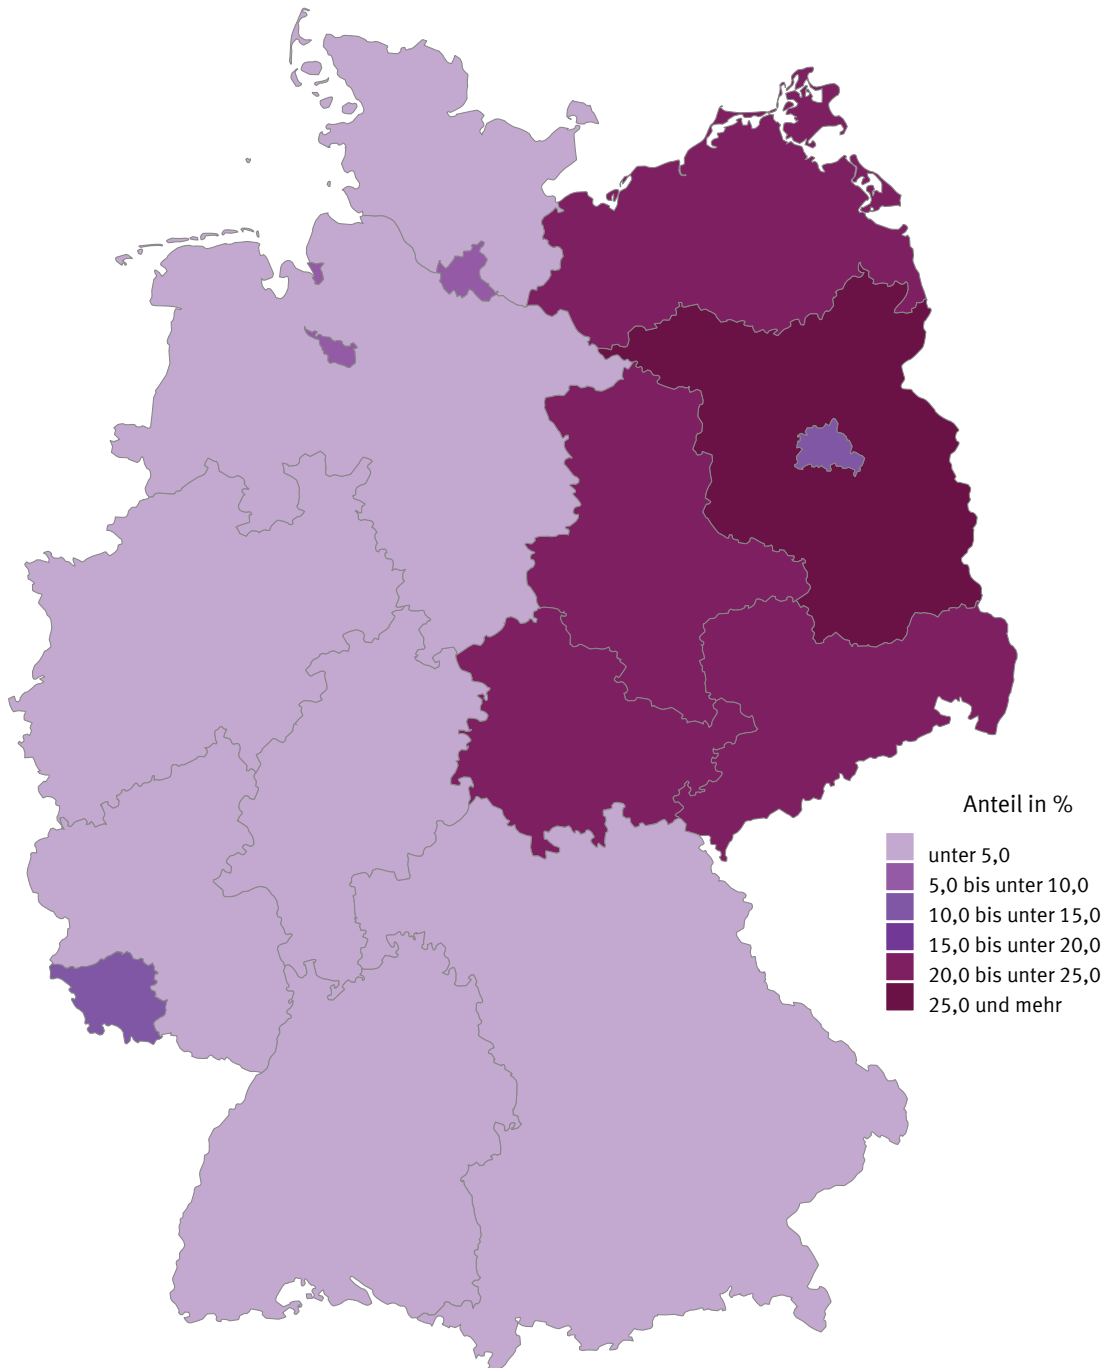 Anteil in %
unter 5,0
5,0 bis unter 10,0
10,0 bis unter 15,0
15,0 bis unter 20,0
20,0 bis unter 25,0
25,0 und mehr